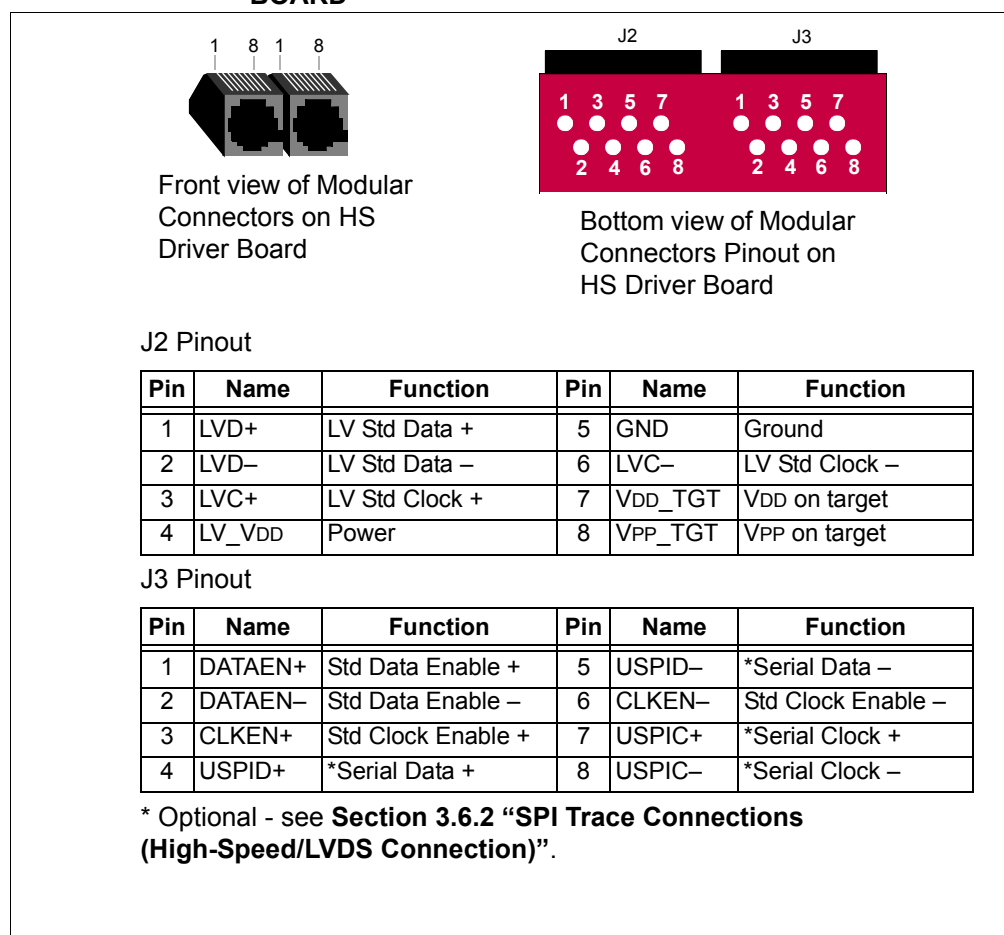 BOARD
1 8 1 8
J2 J3
1 3 5 7 1 3 5 7
2 4 6 8 2 4 6 8
Front view of Modular
Connectors on HS
Driver Board
Bottom view of Modular
Connectors Pinout on
HS Driver Board
J2 Pinout
Pin Name Function Pin Name Function
1 LVD+ LV Std Data + 5 GND Ground
2 LVD– LV Std Data – 6 LVC– LV Std Clock –
3 LVC+ LV Std Clock + 7 VDD_TGT VDD on target
4 LV_VDD Power 8 VPP_TGT VPP on target
J3 Pinout
Pin Name Function Pin Name Function
1 DATAEN+ Std Data Enable + 5 USPID– *Serial Data –
2 DATAEN– Std Data Enable – 6 CLKEN– Std Clock Enable –
3 CLKEN+ Std Clock Enable + 7 USPIC+ *Serial Clock +
4 USPID+ *Serial Data + 8 USPIC– *Serial Clock –
* Optional - see Section 3.6.2 “SPI Trace Connections
(High-Speed/LVDS Connection)”.